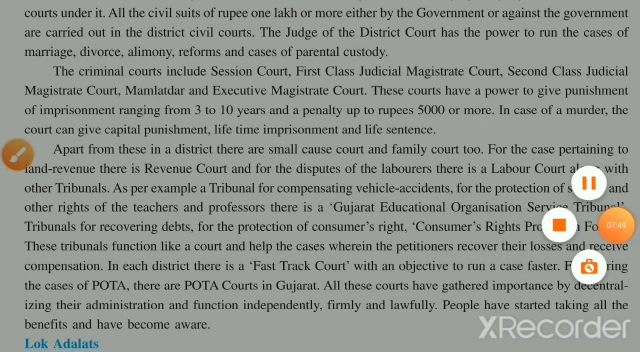 courts under it. All the civil suits of rupee one lakh or more either by the Government or against the government
are carried out in the district civil courts. The Judge of the District Court has the power to run the cases of
marriage, divorce, alimony, reforms and cases of parental custody.
The criminal courts include Session Court, First Class Judicial Magistrate Court, Second Class Judicial
Magistrate Court, Mamlatdar and Executive Magistrate Court. These courts have a power to give punishment
of imprisonment ranging from 3 to 10 years and a penalty up to rupees 5000 or more. In case of a murder, the
court can give capital punishment, life time imprisonment and life sentence.
Apart from these in a district there are small cause court and family court too. For the case pertaining to
land-revenue there is Revenue Court and for the disputes of the labourers there is a Labour Court with
other Tribunals. As per example a Tribunal for compensating vehicle-accidents, for the protection of and
other rights of the teachers and professors there is a ‘Gujarat Educational Organisation Service Tribunal’.
Tribunals for recovering debts, for the protection of consumer’s right, ‘Consumer’s Rights
07:49
These tribunals function like a court and help the cases wherein the petitioners recover their losses and receive
compensation. In each district there is a ‘Fast Track Court’ with an objective to run a case faster.
the cases of POTA, there are POTA Courts in Gujarat. All these courts have gathered importance by decentral-
izing their administration and function independently, firmly and lawfully. People have started taking all the
benefits and have become aware.
XRecorder
Lok Adalats